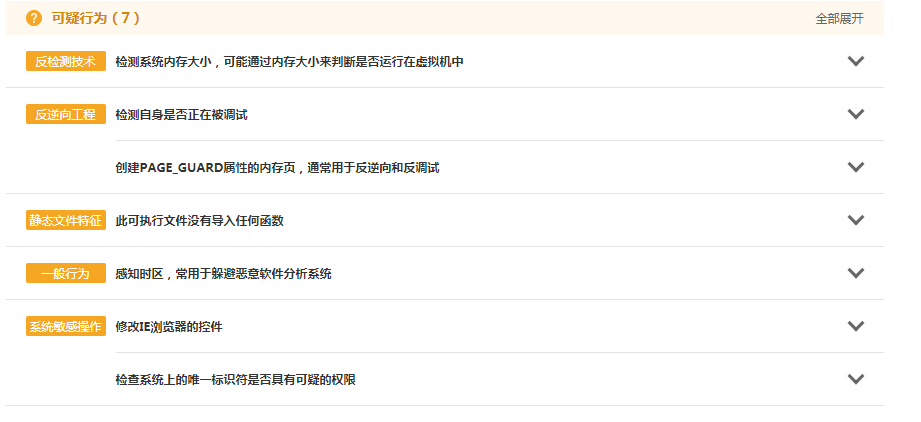 ? 可疑行为（7） 全部展开
反检测技术 检测系统内存大小，可能通过内存大小来判断是否运行在虚拟机中
反逆向工程 检测自身是否正在被调试
创建PAGE_GUARD属性的内存页，通常用于反逆向和反调试
静态文件特征 此可执行文件没有导入任何函数
一般行为 感知时区，常用于躲避恶意软件分析系统
系统敏感操作 修改IE浏览器的控件
检查系统上的唯一标识符是否具有可疑的权限